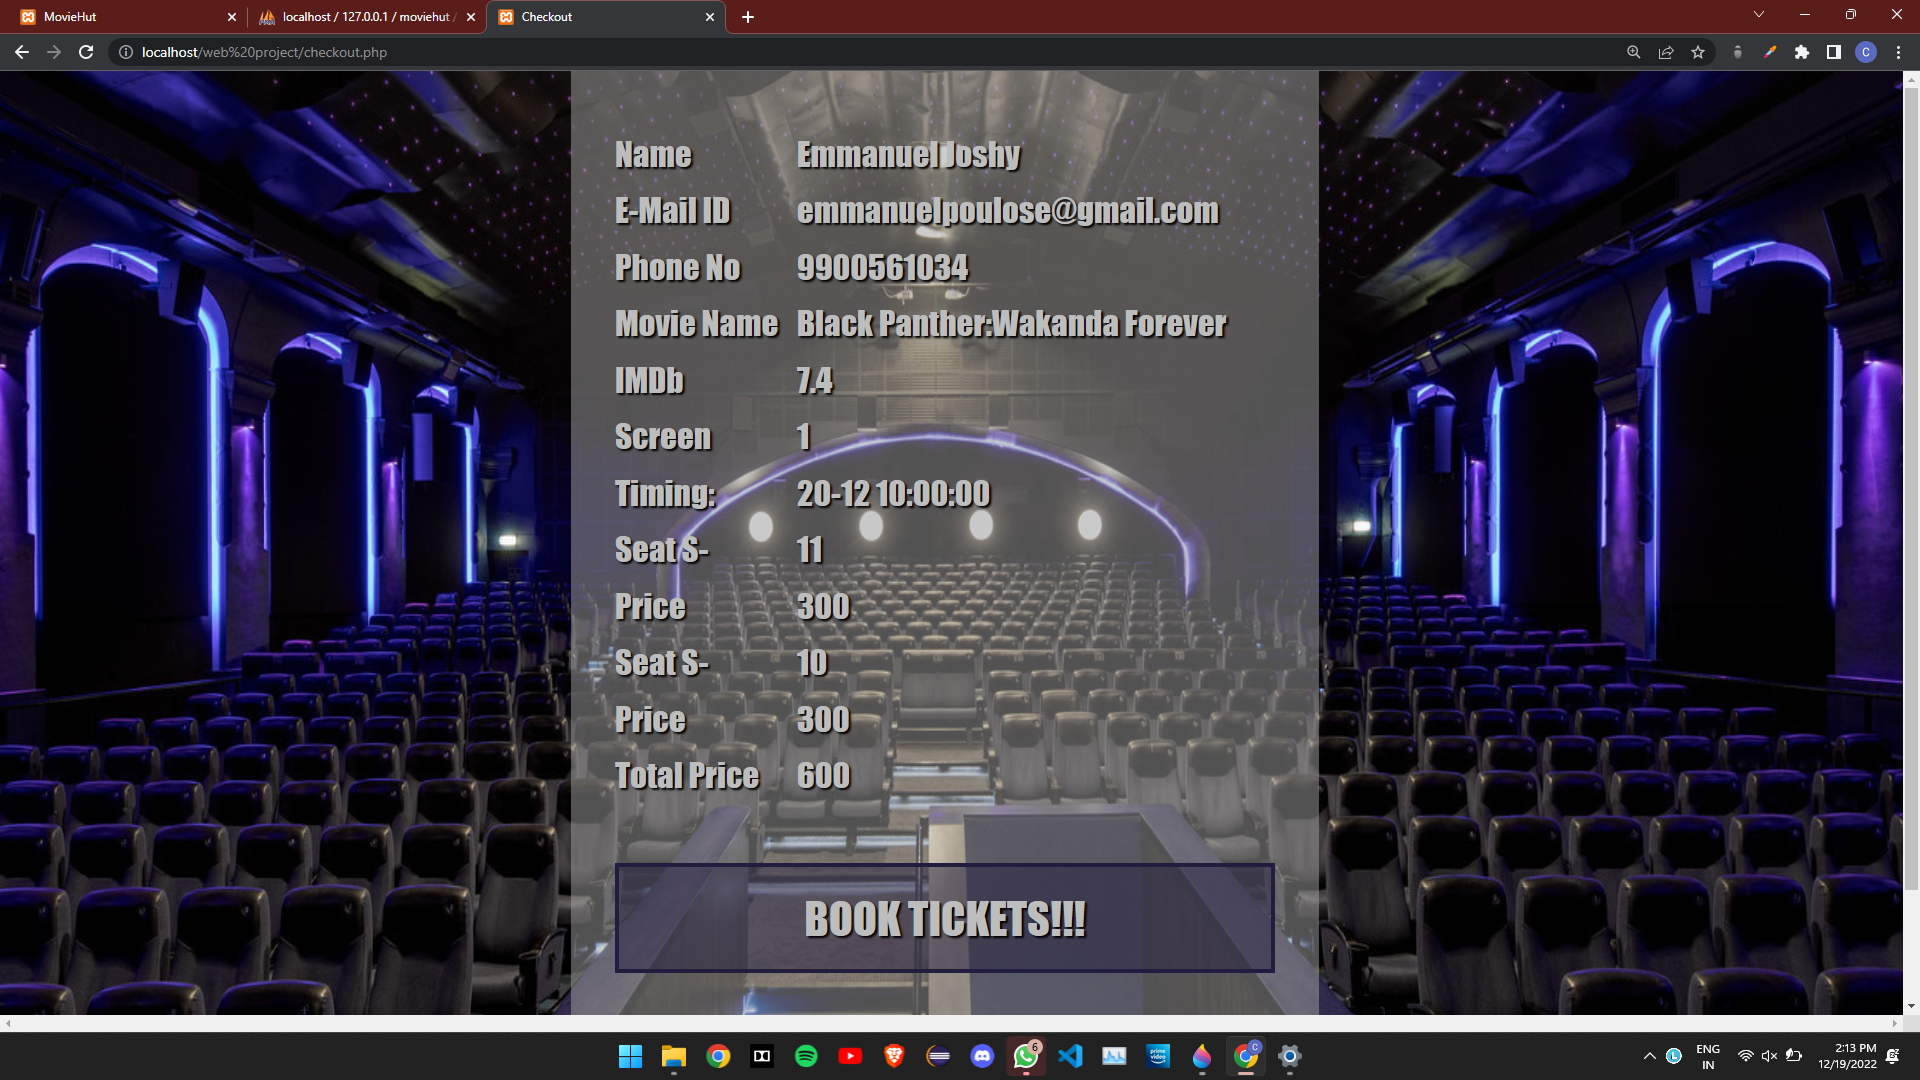 MovieHut
localhost / 127.0.0.1 / moviehut /
Checkout
localhost/web%20project/checkout.php
C
Name Emmanuel Joshy
E-Mail ID emmanuelpoulose@gmail.com
Phone No 9900561034
Movie Name Black Panther:Wakanda Forever
IMDb 7.4
Screen 1
Timing: 20-12 10:00:00
Seat S- 11
Price 300
Seat S- 10
Price 300
Total Price 600
BOOK TICKETS!!!
6
prime video
C
L
ENG
IN
2:13 PM
12/19/2022